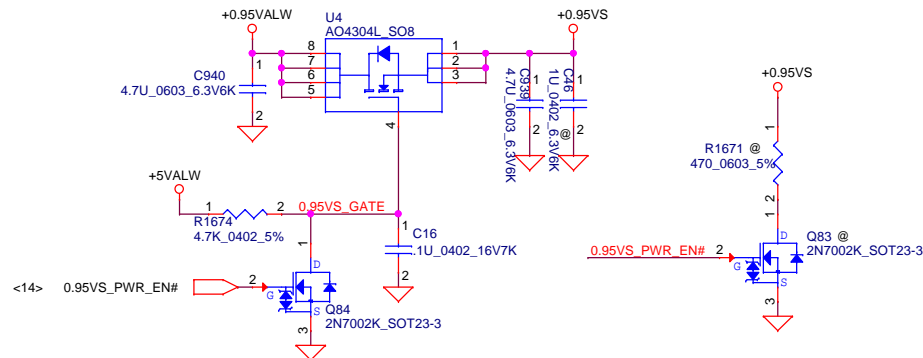 +0.95VALW
U4
AO4304L_SO8
+0.95VS
8
7
6
5
1
2
3
4
1
C940
4.7U_0603_6.3V6K
2
1
C939
4.7U_0603_6.3V6K
2
1
C46
1U_0402_6.3V6K
@
2
+0.95VS
1
R1671 @
470_0603_5%
2
+5VALW
1
2
R1674
4.7K_0402_5%
0.95VS_GATE
1
C16
.1U_0402_16V7K
2
1
D
<14>
0.95VS_PWR_EN#
2
G
S
3
Q84
2N7002K_SOT23-3
0.95VS_PWR_EN#
2
1
D
G
S
3
Q83 @
2N7002K_SOT23-3